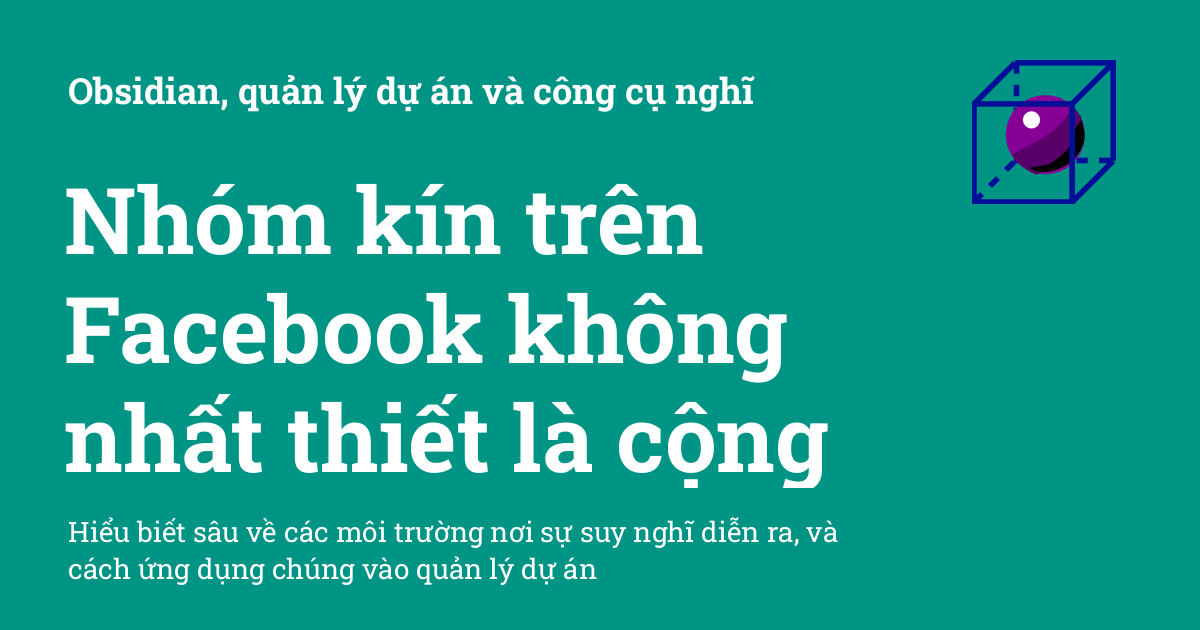 Obsidian, quản lý dự án và công cụ nghĩ
Nhóm kín trên
Facebook không
nhất thiết là cộng
Hiểu biết sâu về các môi trường nơi sự suy nghĩ diễn ra, và
cách ứng dụng chúng vào quản lý dự án